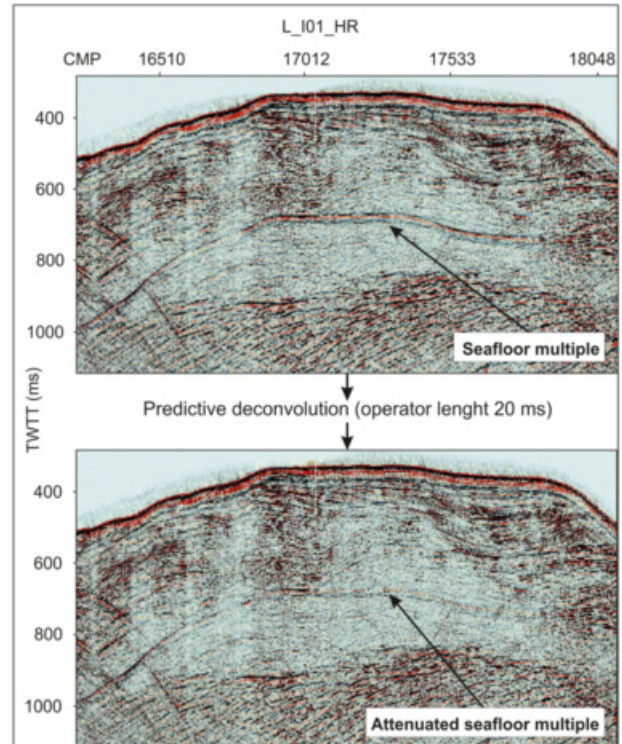 L_I01_HR
CMP 16510 17012 17533 18048
400
600
800
1000
Seafloor multiple
TWTT (ms)
Predictive deconvolution (operator lenght 20 ms)
400
600
800
1000
Attenuated seafloor multiple